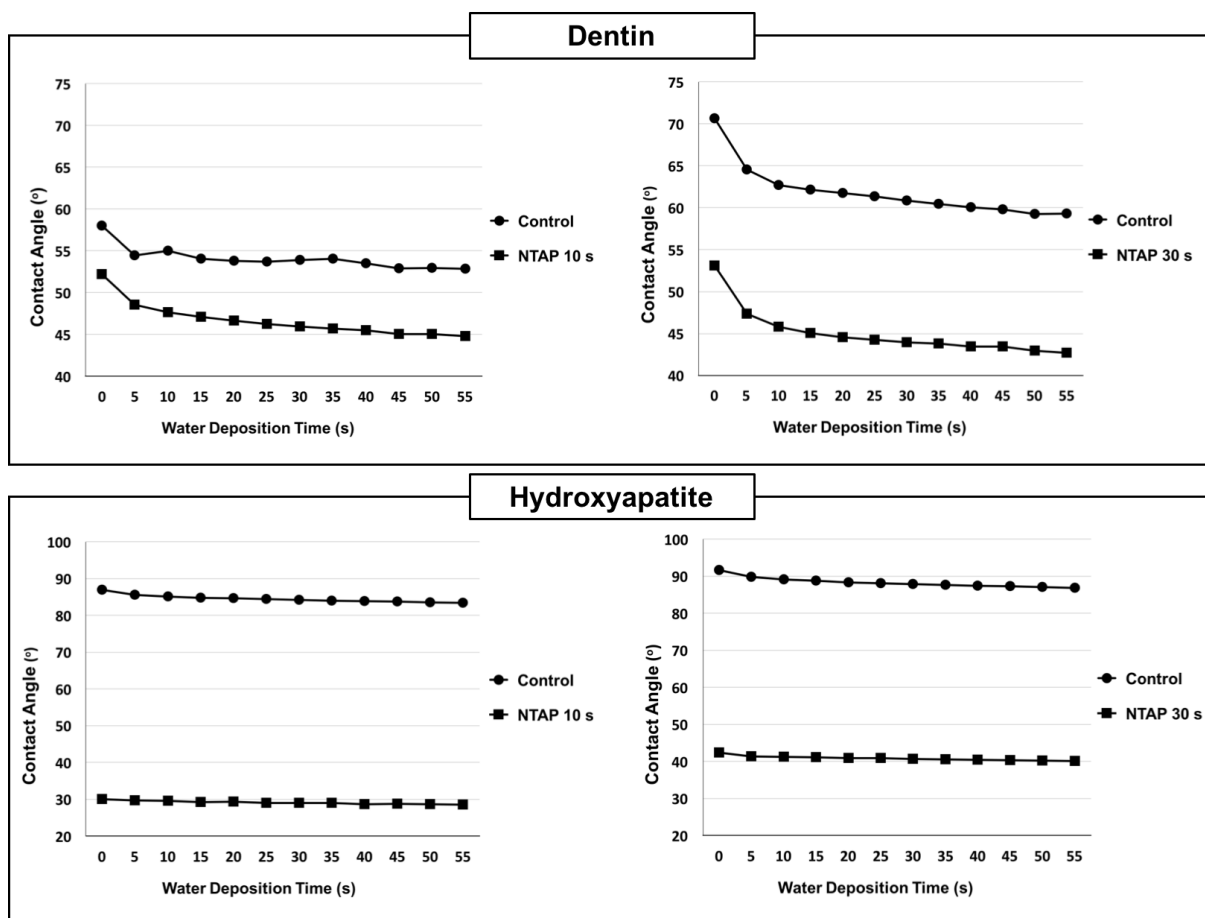 Dentin
75
70
65
60
55
50
45
40
Contact Angle (º)
0 5 10 15 20 25 30 35 40 45 50 55
Water Deposition Time (s)
Control
NTAP 10 s
75
70
65
60
55
50
45
40
Contact Angle (º)
0 5 10 15 20 25 30 35 40 45 50 55
Water Deposition Time (s)
Control
NTAP 30 s
Hydroxyapatite
100
90
80
70
60
50
40
30
20
Contact Angle (º)
0 5 10 15 20 25 30 35 40 45 50 55
Water Deposition Time (s)
Control
NTAP 10 s
100
90
80
70
60
50
40
30
20
Contact Angle (º)
0 5 10 15 20 25 30 35 40 45 50 55
Water Deposition Time (s)
Control
NTAP 30 s